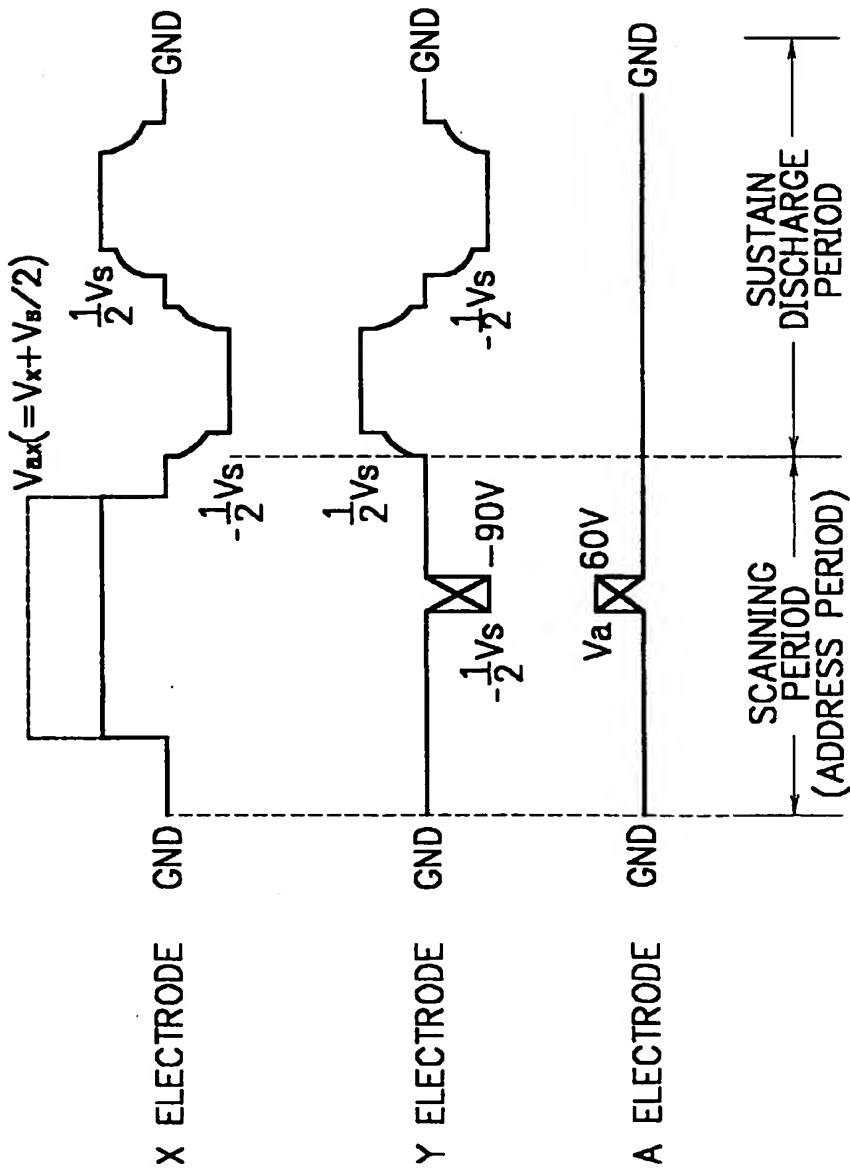 X ELECTRODE
GND
Vax(=Vx+Vs/2)
-1/2Vs
1/2Vs
GND
Y ELECTRODE
GND
-1/2Vs
-90V
1/2Vs
-1/2Vs
GND
A ELECTRODE
GND
Va
60V
GND
SCANNING
PERIOD
(ADDRESS PERIOD)
SUSTAIN
DISCHARGE
PERIOD